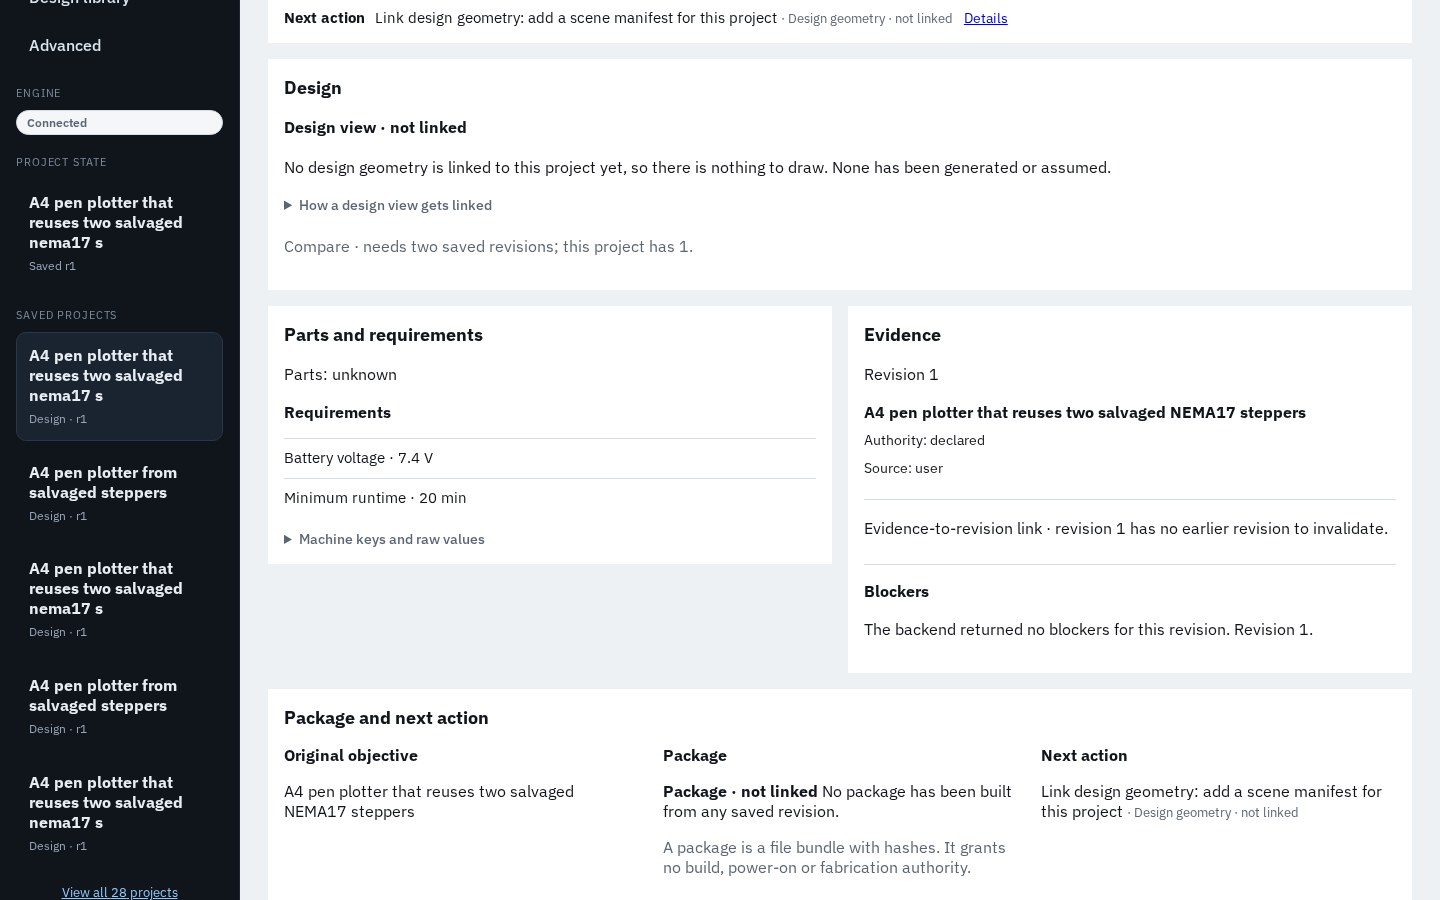 Design library
Advanced
ENGINE
Connected
PROJECT STATE
A4 pen plotter that
reuses two salvaged
nema17 s
Saved r1
SAVED PROJECTS
A4 pen plotter that
reuses two salvaged
nema17 s
Design · r1
A4 pen plotter from
salvaged steppers
Design · r1
A4 pen plotter that
reuses two salvaged
nema17 s
Design · r1
A4 pen plotter from
salvaged steppers
Design · r1
A4 pen plotter that
reuses two salvaged
nema17 s
Design · r1
View all 28 projects
Next action Link design geometry: add a scene manifest for this project · Design geometry · not linked Details
Design
Design view · not linked
No design geometry is linked to this project yet, so there is nothing to draw. None has been generated or assumed.
▶ How a design view gets linked
Compare · needs two saved revisions; this project has 1.
Parts and requirements
Parts: unknown
Requirements
Battery voltage · 7.4 V
Minimum runtime · 20 min
▶ Machine keys and raw values
Evidence
Revision 1
A4 pen plotter that reuses two salvaged NEMA17 steppers
Authority: declared
Source: user
Evidence-to-revision link · revision 1 has no earlier revision to invalidate.
Blockers
The backend returned no blockers for this revision. Revision 1.
Package and next action
Original objective
A4 pen plotter that reuses two salvaged
NEMA17 steppers
Package
Package · not linked No package has been built
from any saved revision.
A package is a file bundle with hashes. It grants
no build, power-on or fabrication authority.
Next action
Link design geometry: add a scene manifest for
this project · Design geometry · not linked